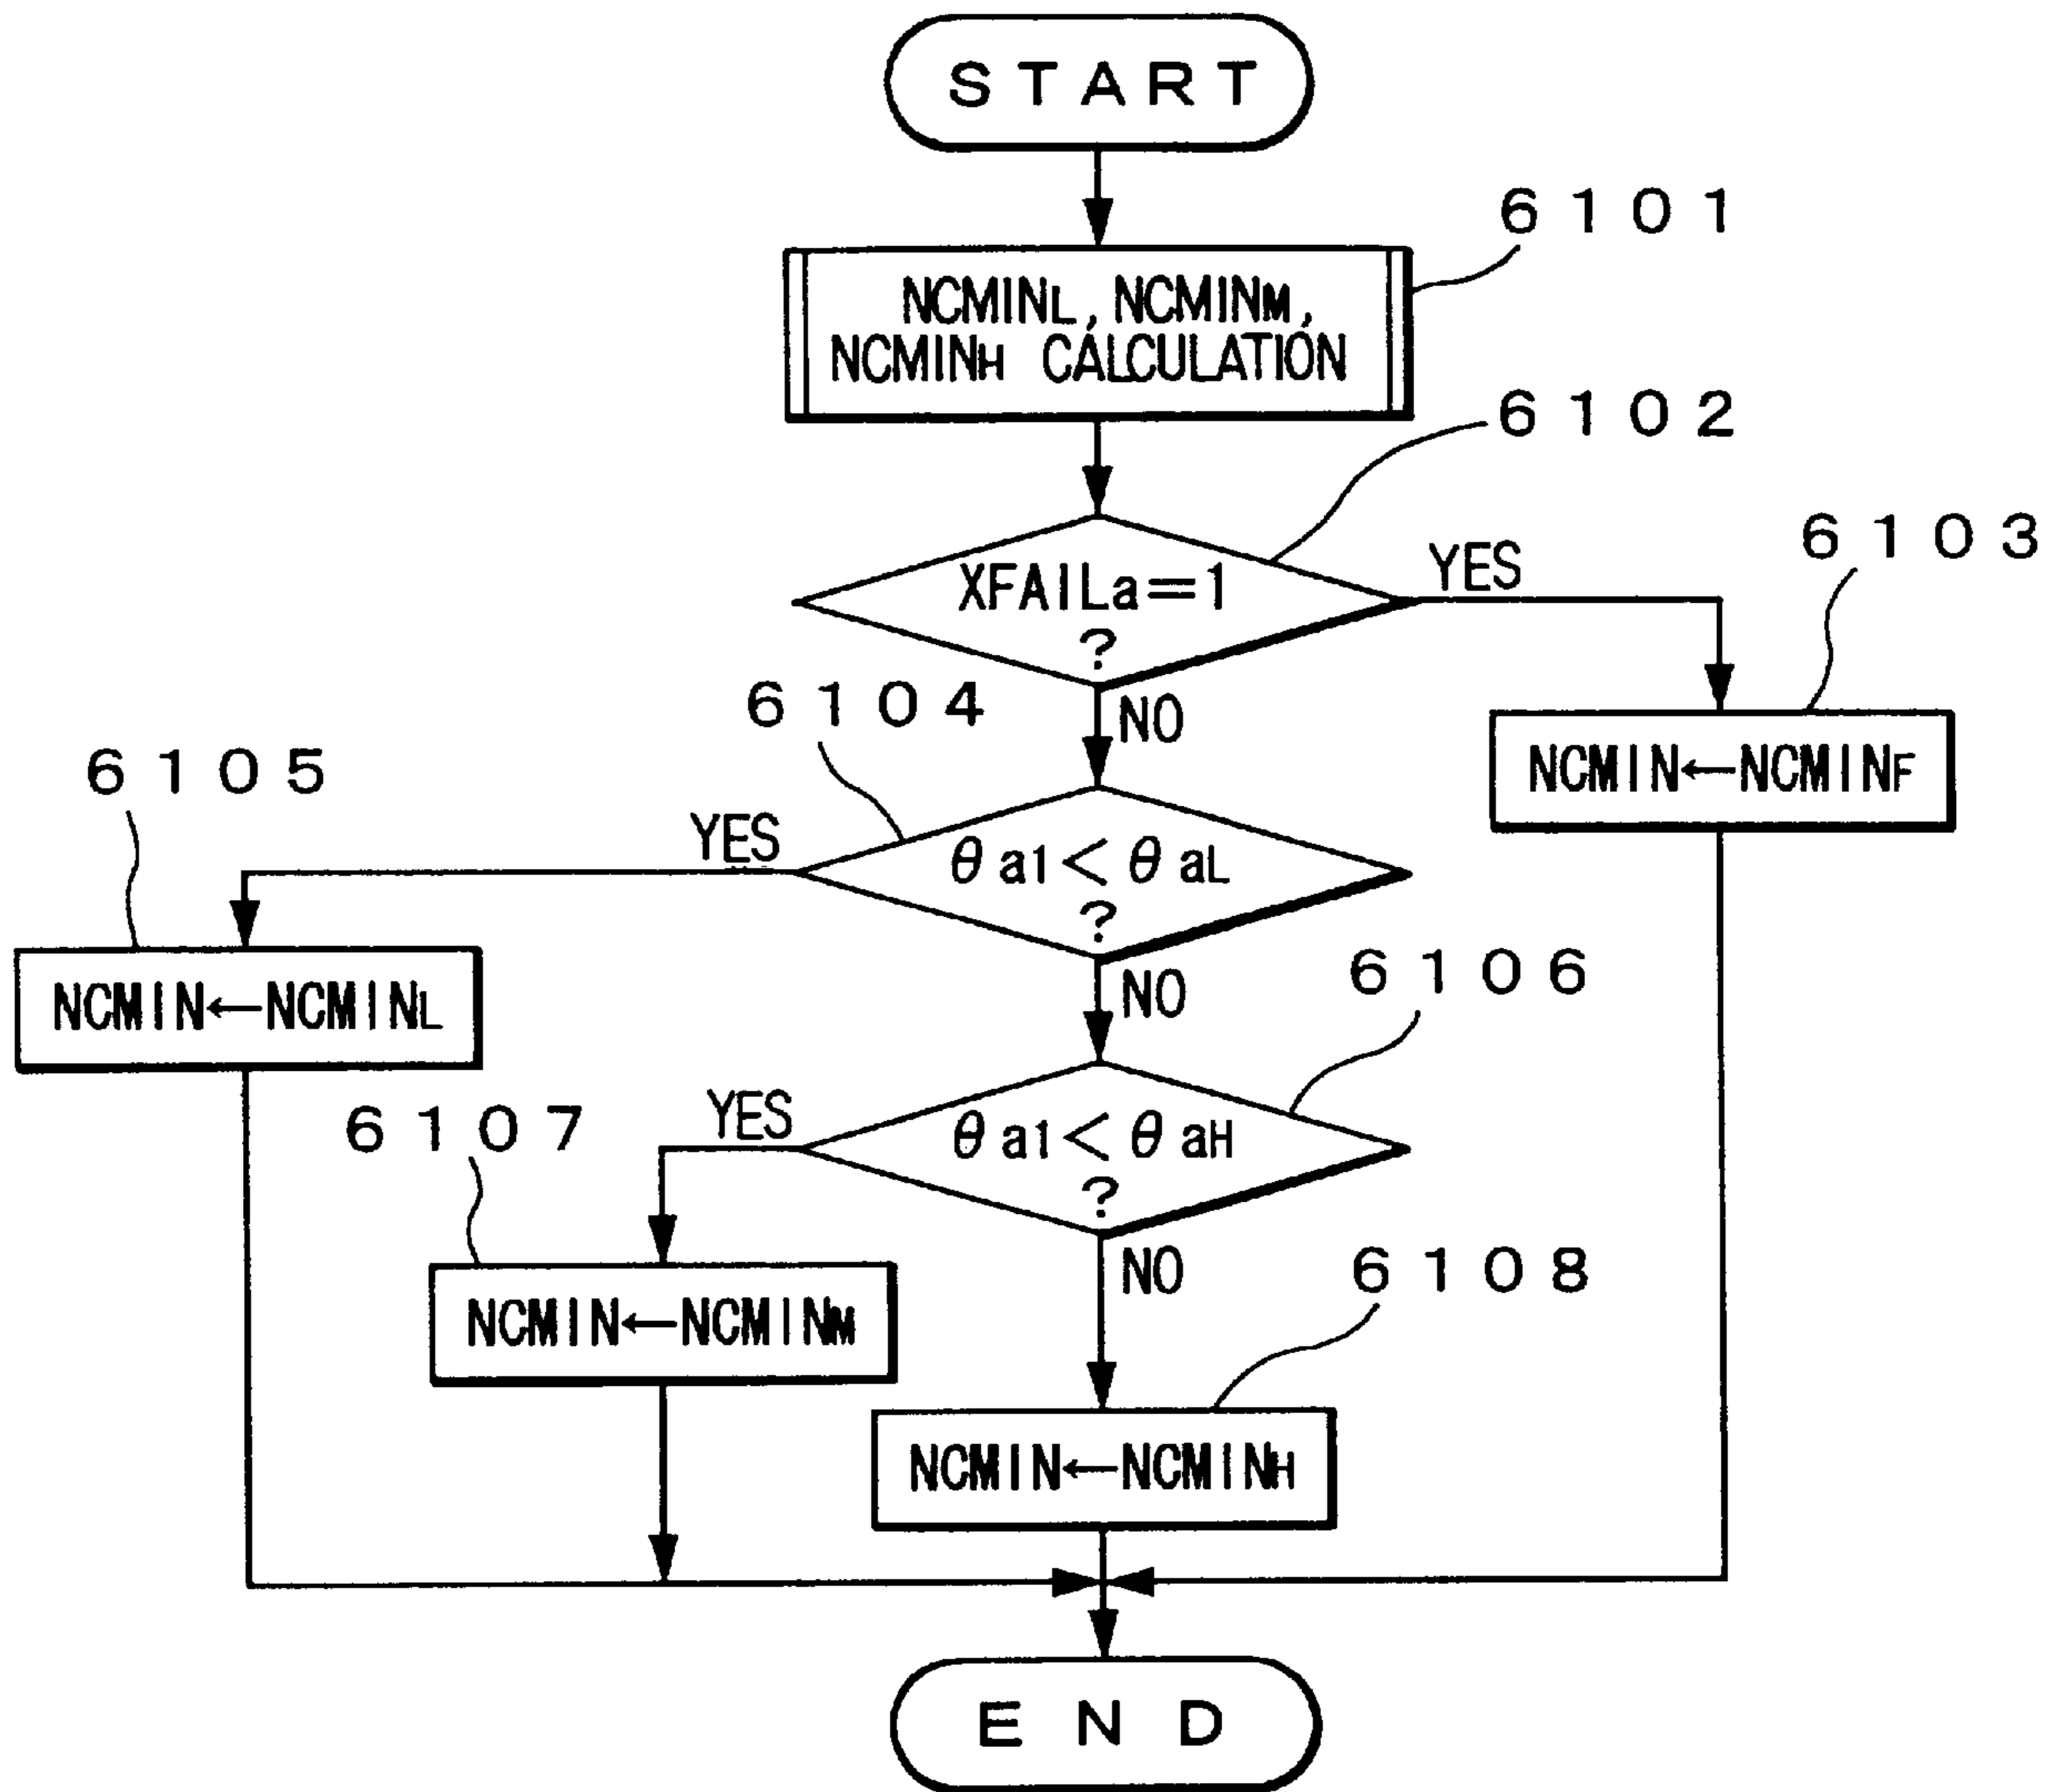 START
6101
NCMINL, NCMINM,
NCMINH CALCULATION
6102
XFAILa=1
?
YES
6103
NCMIN←NCMINF
NO
6104
θa1<θaL
?
YES
6105
NCMIN←NCMINL
NO
6106
θa1<θaH
?
YES
6107
NCMIN←NCMINM
NO
6108
NCMIN←NCMINH
END